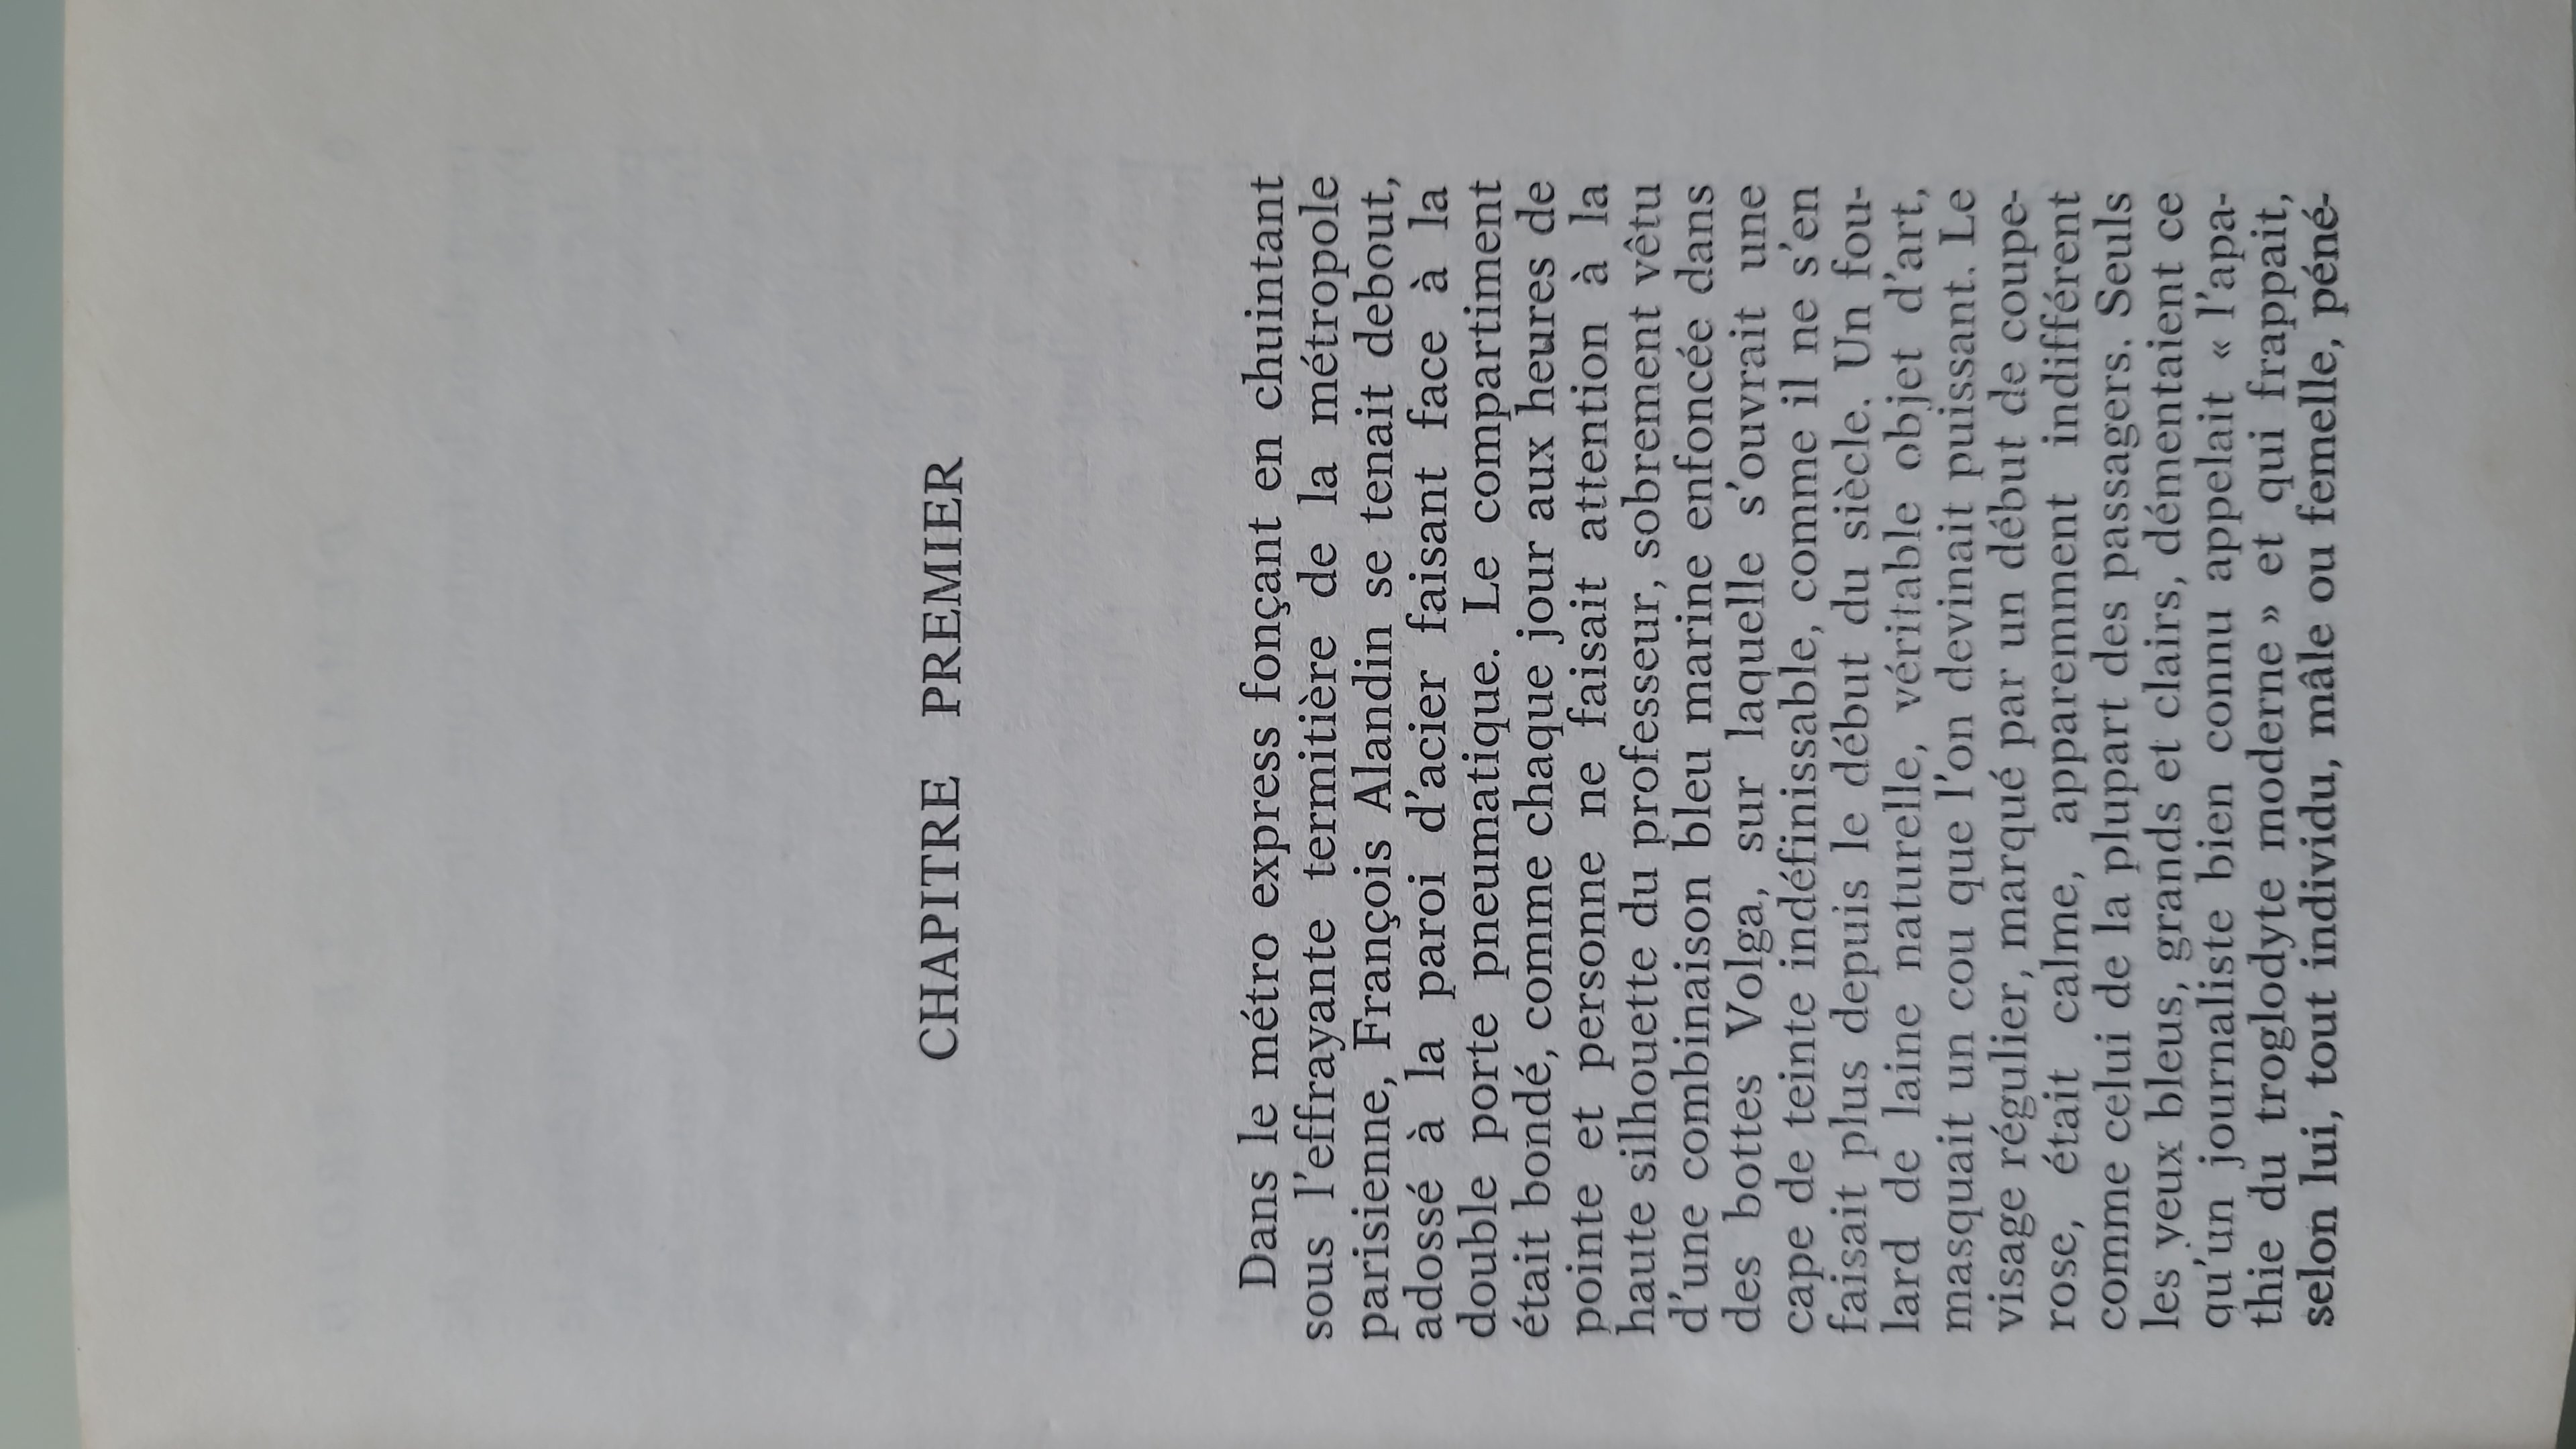 CHAPITRE PREMIER
Dans le métro express fonçant en chuintant
sous l'effrayante termitière de la métropole
parisienne, François Alandin se tenait debout,
adossé à la paroi d'acier faisant face à la
double porte pneumatique. Le compartiment
était bondé, comme chaque jour aux heures de
pointe et personne ne faisait attention à la
haute silhouette du professeur, sobrement vêtu
d'une combinaison bleu marine enfoncée dans
des bottes Volga, sur laquelle s'ouvrait une
cape de teinte indéfinissable, comme il ne s'en
faisait plus depuis le début du siècle. Un fou-
lard de laine naturelle, véritable objet d'art,
masquait un cou que l'on devinait puissant. Le
visage régulier, marqué par un début de coupe-
rose, était calme, apparemment indifférent
comme celui de la plupart des passagers. Seuls
les yeux bleus, grands et clairs, démentaient ce
qu'un journaliste bien connu appelait « l'apa-
thie du troglodyte moderne » et qui frappait,
selon lui, tout individu, mâle ou femelle, péné-